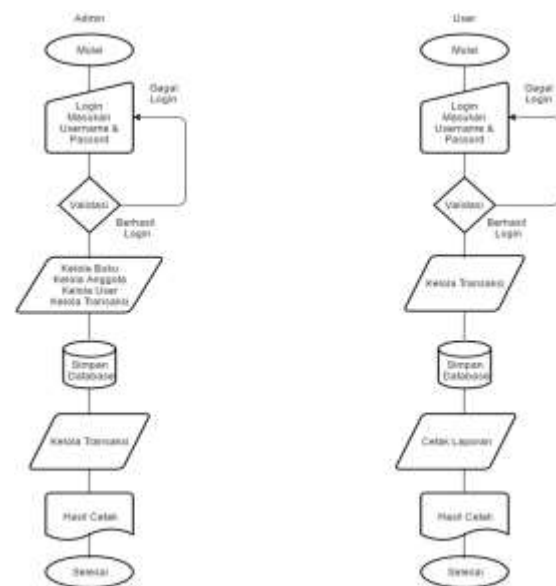 Admin
Mulai
Gagal
Login
Login
Masukan
Username &
Passord
Validasi
Berhasil
Login
Kelola Buku
Kelola Anggota
Kelola User
Kelola Transaksi
Simpan
Database
Kelola Transaksi
Hasil Cetak
Selesai
User
Mulai
Gagal
Login
Login
Masukan
Username &
Passord
Validasi
Berhasil
Login
Kelola Transaksi
Simpan
Database
Cetak Laporan
Hasil Cetak
Selesai